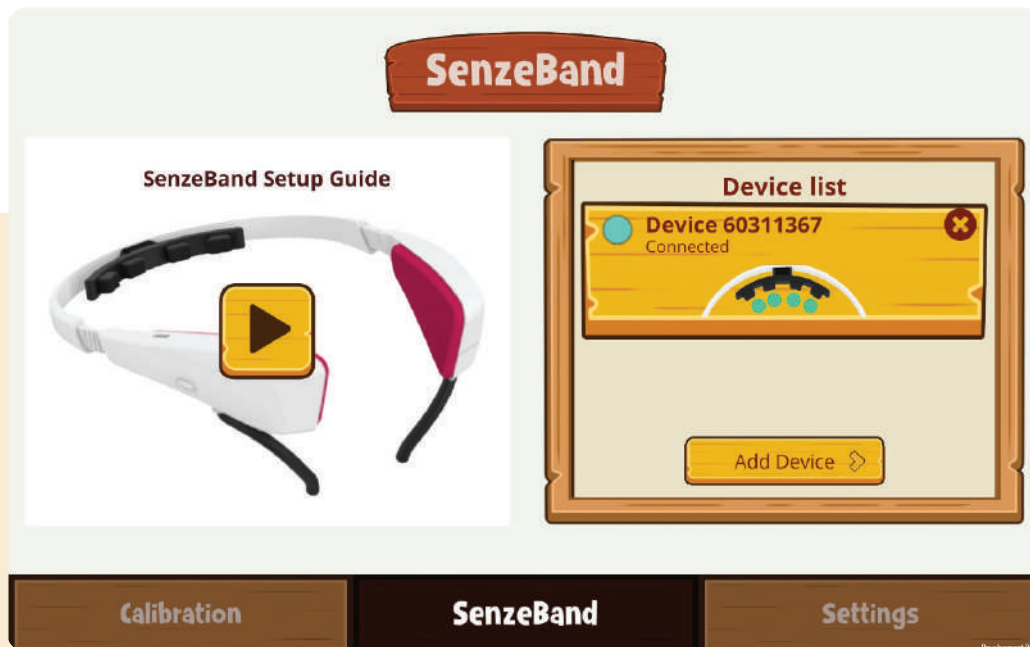 SenzeBand
SenzeBand Setup Guide
Device list
Device 60311367
Connected
Add Device
Calibration
SenzeBand
Settings